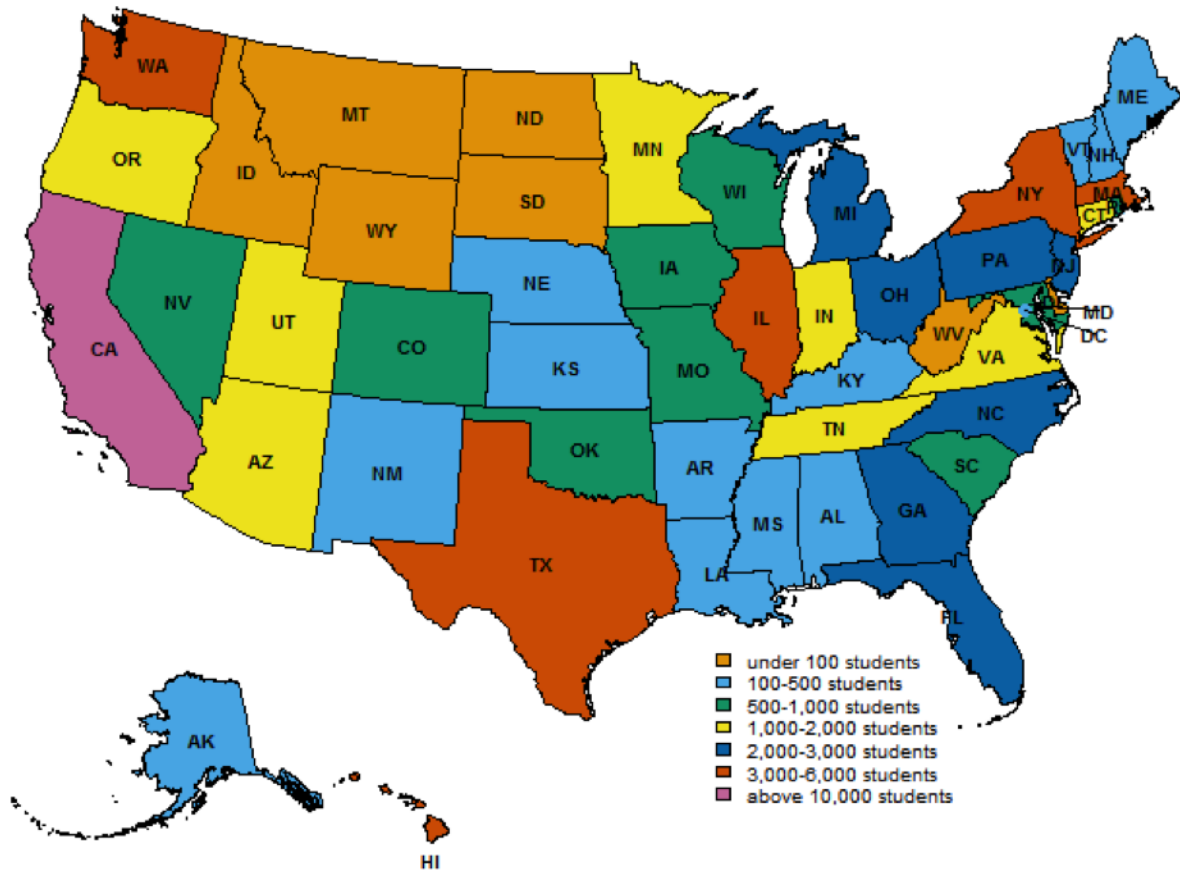 WA
MT
ND
MN
ME
VT
NH
OR
ID
SD
WI
MI
NY
MA
CT
WY
NE
IA
PA
NJ
NV
UT
CO
IL
IN
OH
DE
MD
DC
WV
VA
CA
KS
MO
KY
AZ
NM
OK
TN
NC
AR
SC
MS
AL
GA
TX
LA
FL
under 100 students
100-500 students
500-1,000 students
1,000-2,000 students
2,000-3,000 students
3,000-6,000 students
above 10,000 students
AK
HI